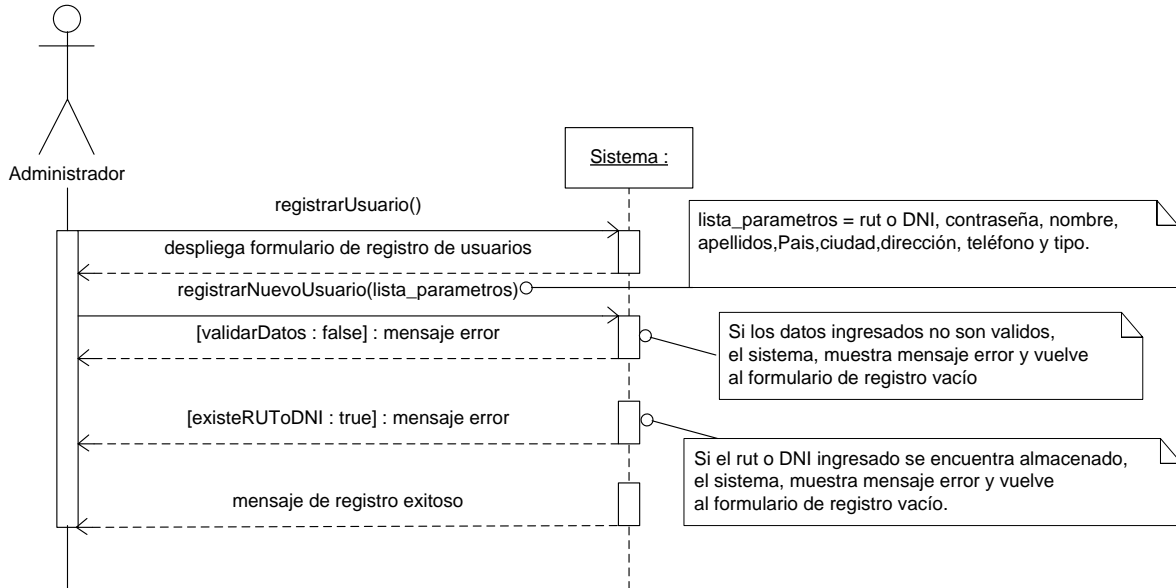 Administrador
Sistema :
registrarUsuario()
lista_parametros = rut o DNI, contraseña, nombre,
apellidos,Pais,ciudad,dirección, teléfono y tipo.
despliega formulario de registro de usuarios
registrarNuevoUsuario(lista_parametros)
[validarDatos : false] : mensaje error
Si los datos ingresados no son validos,
el sistema, muestra mensaje error y vuelve
al formulario de registro vacío
[existeRUToDNI : true] : mensaje error
Si el rut o DNI ingresado se encuentra almacenado,
el sistema, muestra mensaje error y vuelve
al formulario de registro vacío.
mensaje de registro exitoso